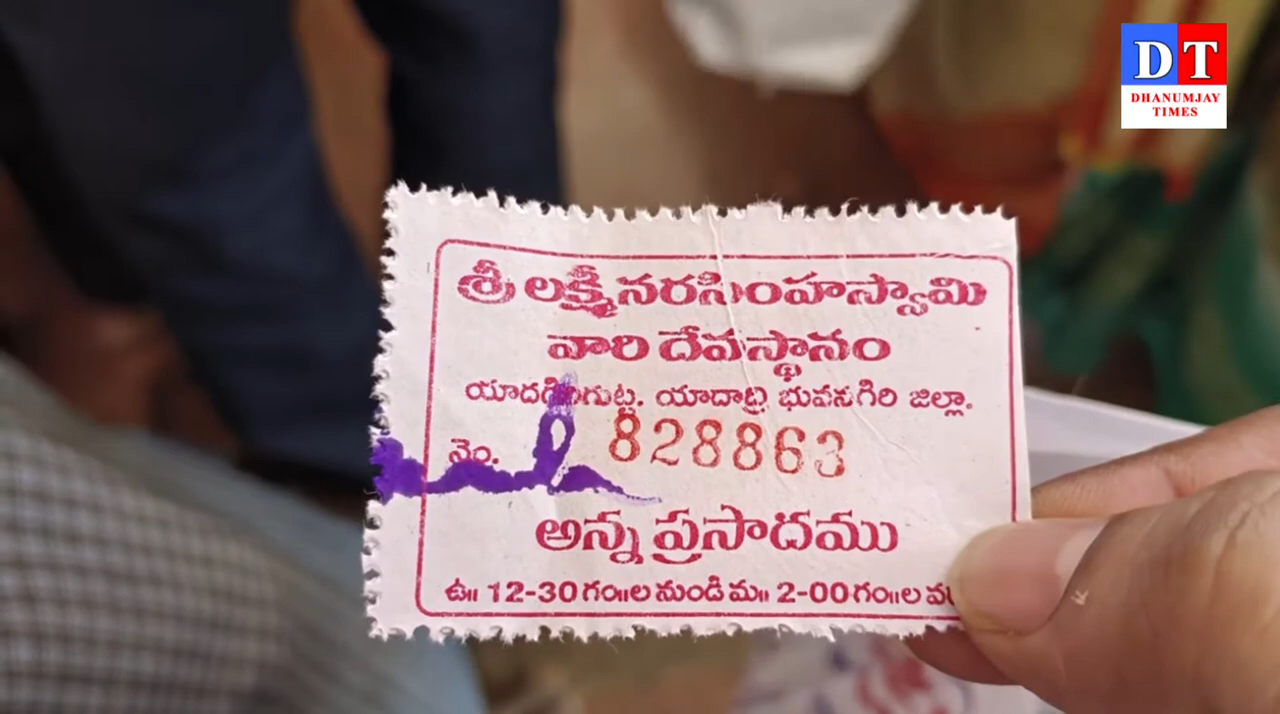 DT
DHANUMJAY
TIMES
శ్రీ లక్ష్మీ నరసింహస్వామి
వారి దేవస్థానం
యాదగిరిగుట్ట. యాదాద్రి భువనగిరి జిల్లా.
నెం. 828863
అన్న ప్రసాదము
ఉ॥ 12-30 గం॥ల నుండి మ॥ 2-00 గం॥ల